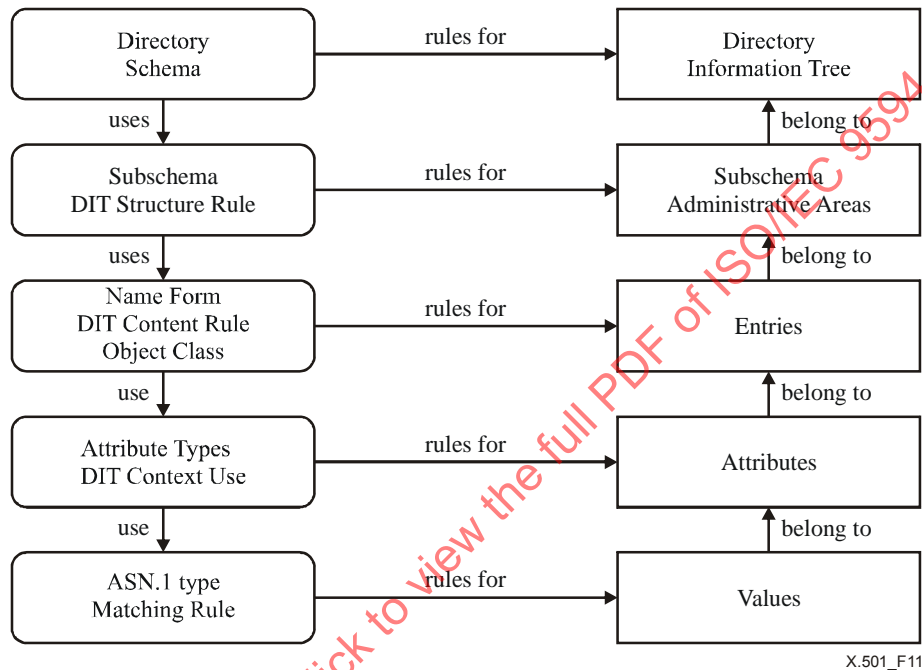 Directory
Schema
rules for
Directory
Information Tree
uses
belong to
Subschema
DIT Structure Rule
rules for
Subschema
Administrative Areas
uses
belong to
Name Form
DIT Content Rule
Object Class
rules for
Entries
use
belong to
Attribute Types
DIT Context Use
rules for
Attributes
use
belong to
ASN.1 type
Matching Rule
rules for
Values
X.501_F11
Click to view the full PDF of ISO/IEC 9594